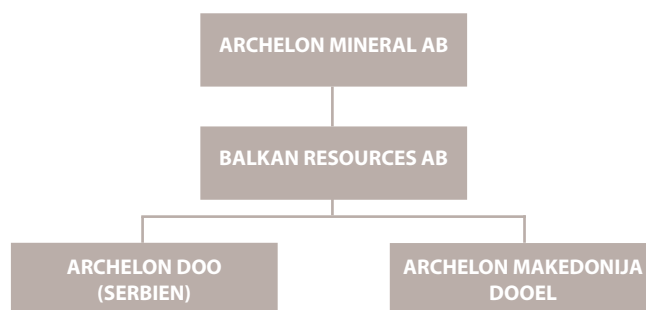 ARCHELON MINERAL AB
BALKAN RESOURCES AB
ARCHELON DOO
(SERBIEN)
ARCHELON MAKEDONIJA
DOOEL